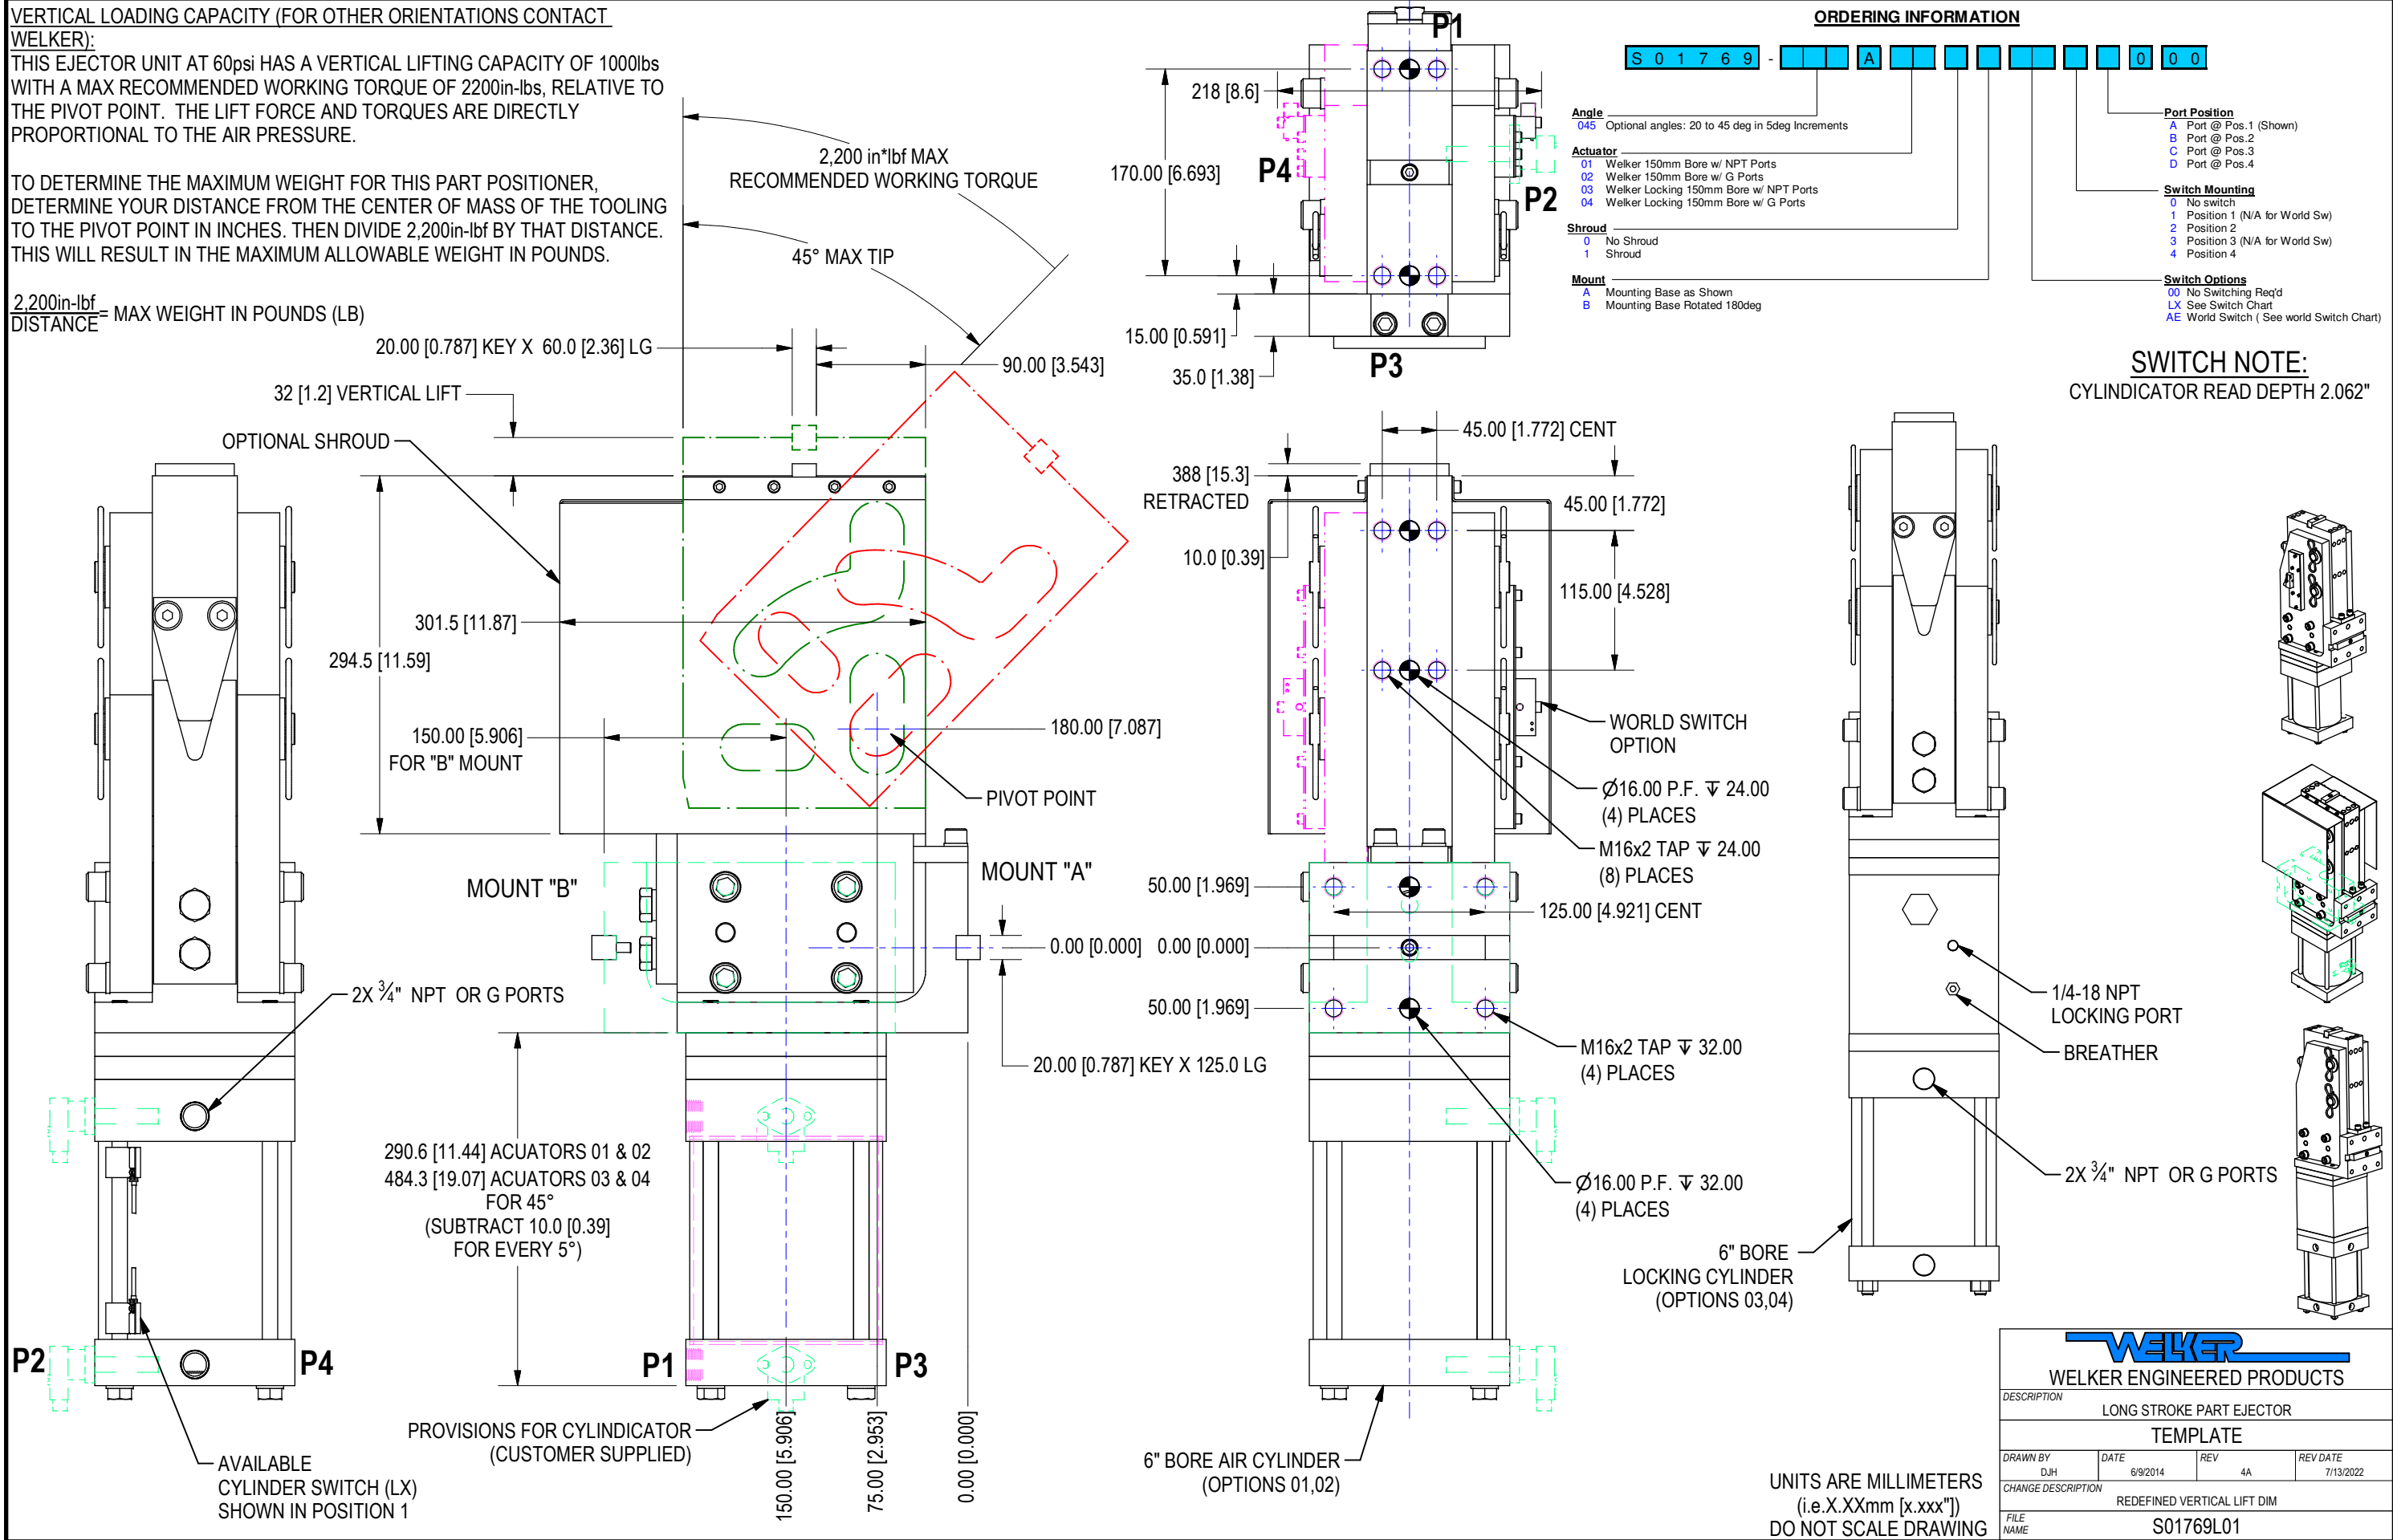 VERTICAL LOADING CAPACITY (FOR OTHER ORIENTATIONS CONTACT
WELKER):
THIS EJECTOR UNIT AT 60psi HAS A VERTICAL LIFTING CAPACITY OF 1000lbs
WITH A MAX RECOMMENDED WORKING TORQUE OF 2200in-lbs, RELATIVE TO
THE PIVOT POINT. THE LIFT FORCE AND TORQUES ARE DIRECTLY
PROPORTIONAL TO THE AIR PRESSURE.
TO DETERMINE THE MAXIMUM WEIGHT FOR THIS PART POSITIONER,
DETERMINE YOUR DISTANCE FROM THE CENTER OF MASS OF THE TOOLING
TO THE PIVOT POINT IN INCHES. THEN DIVIDE 2,200in-lbf BY THAT DISTANCE.
THIS WILL RESULT IN THE MAXIMUM ALLOWABLE WEIGHT IN POUNDS.
2,200in-lbf
DISTANCE = MAX WEIGHT IN POUNDS (LB)
2,200 in*lbf MAX
RECOMMENDED WORKING TORQUE
45° MAX TIP
20.00 [0.787] KEY X 60.0 [2.36] LG
90.00 [3.543]
32 [1.2] VERTICAL LIFT
OPTIONAL SHROUD
301.5 [11.87]
294.5 [11.59]
150.00 [5.906]
FOR "B" MOUNT
180.00 [7.087]
PIVOT POINT
MOUNT "B"
MOUNT "A"
0.00 [0.000]
20.00 [0.787] KEY X 125.0 LG
2X 3/4" NPT OR G PORTS
290.6 [11.44] ACUATORS 01 & 02
484.3 [19.07] ACUATORS 03 & 04
FOR 45°
(SUBTRACT 10.0 [0.39]
FOR EVERY 5°)
P2
P4
P1
P3
PROVISIONS FOR CYLINDICATOR
(CUSTOMER SUPPLIED)
150.00 [5.906]
75.00 [2.953]
0.00 [0.000]
AVAILABLE
CYLINDER SWITCH (LX)
SHOWN IN POSITION 1
P1
218 [8.6]
170.00 [6.693]
P4
P2
15.00 [0.591]
35.0 [1.38]
P3
45.00 [1.772] CENT
388 [15.3]
RETRACTED
45.00 [1.772]
10.0 [0.39]
115.00 [4.528]
WORLD SWITCH
OPTION
Ø16.00 P.F. ↧ 24.00
(4) PLACES
M16x2 TAP ↧ 24.00
(8) PLACES
50.00 [1.969]
125.00 [4.921] CENT
0.00 [0.000]
50.00 [1.969]
M16x2 TAP ↧ 32.00
(4) PLACES
Ø16.00 P.F. ↧ 32.00
(4) PLACES
6" BORE AIR CYLINDER
(OPTIONS 01,02)
1/4-18 NPT
LOCKING PORT
BREATHER
2X 3/4" NPT OR G PORTS
6" BORE
LOCKING CYLINDER
(OPTIONS 03,04)
ORDERING INFORMATION
S 0 1 7 6 9 - A 0 0 0
Angle
045 Optional angles: 20 to 45 deg in 5deg Increments
Actuator
01 Welker 150mm Bore w/ NPT Ports
02 Welker 150mm Bore w/ G Ports
03 Welker Locking 150mm Bore w/ NPT Ports
04 Welker Locking 150mm Bore w/ G Ports
Shroud
0 No Shroud
1 Shroud
Mount
A Mounting Base as Shown
B Mounting Base Rotated 180deg
Port Position
A Port @ Pos.1 (Shown)
B Port @ Pos.2
C Port @ Pos.3
D Port @ Pos.4
Switch Mounting
0 No switch
1 Position 1 (N/A for World Sw)
2 Position 2
3 Position 3 (N/A for World Sw)
4 Position 4
Switch Options
00 No Switching Req'd
LX See Switch Chart
AE World Switch ( See world Switch Chart)
SWITCH NOTE:
CYLINDICATOR READ DEPTH 2.062"
UNITS ARE MILLIMETERS
(i.e.X.XXmm [x.xxx"])
DO NOT SCALE DRAWING
WELKER
WELKER ENGINEERED PRODUCTS
DESCRIPTION
LONG STROKE PART EJECTOR
TEMPLATE
DRAWN BY DATE REV REV DATE
DJH 6/9/2014 4A 7/13/2022
CHANGE DESCRIPTION
REDEFINED VERTICAL LIFT DIM
FILE NAME S01769L01